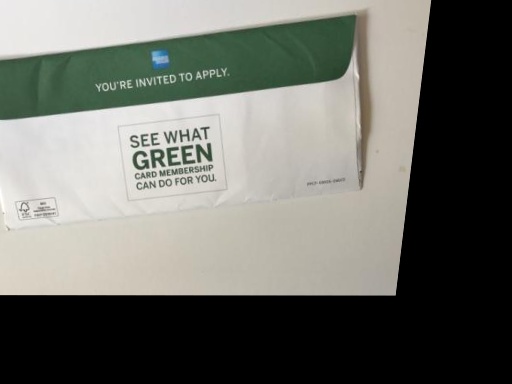 YOU'RE INVITED TO APPLY.
SEE WHAT
GREEN
CARD MEMBERSHIP
CAN DO FOR YOU.